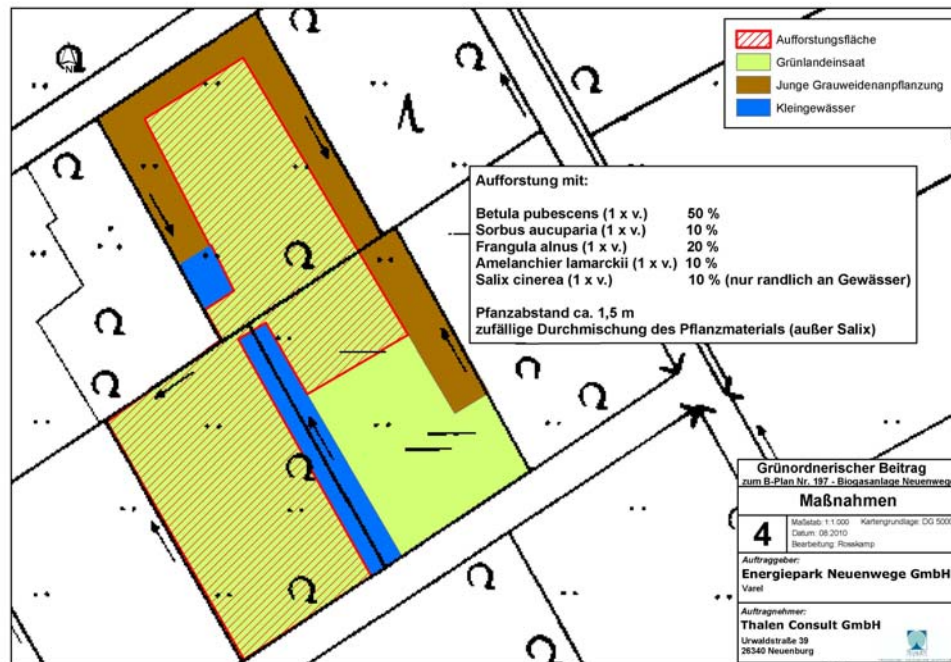 Aufforstungsfläche
Grünlandeinsaat
Junge Grauweidenanpflanzung
Kleingewässer
N
Aufforstung mit:
Betula pubescens (1 x v.) 50 %
Sorbus aucuparia (1 x v.) 10 %
Frangula alnus (1 x v.) 20 %
Amelanchier lamarckii (1 x v.) 10 %
Salix cinerea (1 x v.) 10 % (nur randlich an Gewässer)
Pfanzabstand ca. 1,5 m
zufällige Durchmischung des Pflanzmaterials (außer Salix)
Grünordnerischer Beitrag
zum B-Plan Nr. 197 - Biogasanlage Neuenwege
Maßnahmen
4
Maßstab: 1:1.000 Kartengrundlage: DG 5000
Datum: 08.2010
Bearbeitung: Rosskamp
Auftraggeber:
Energiepark Neuenwege GmbH
Varel
Auftragnehmer:
Thalen Consult GmbH
Urwaldstraße 39
26340 Neuenburg